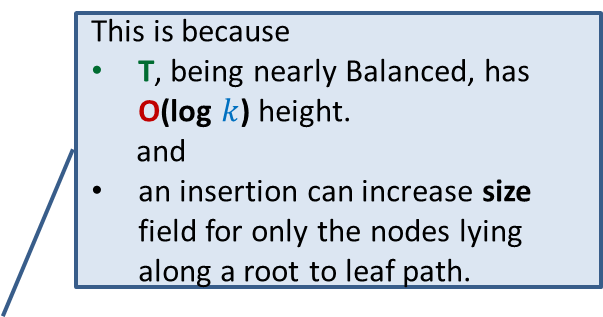 This is because
• T, being nearly Balanced, has
O(log k) height.
and
• an insertion can increase size
field for only the nodes lying
along a root to leaf path.